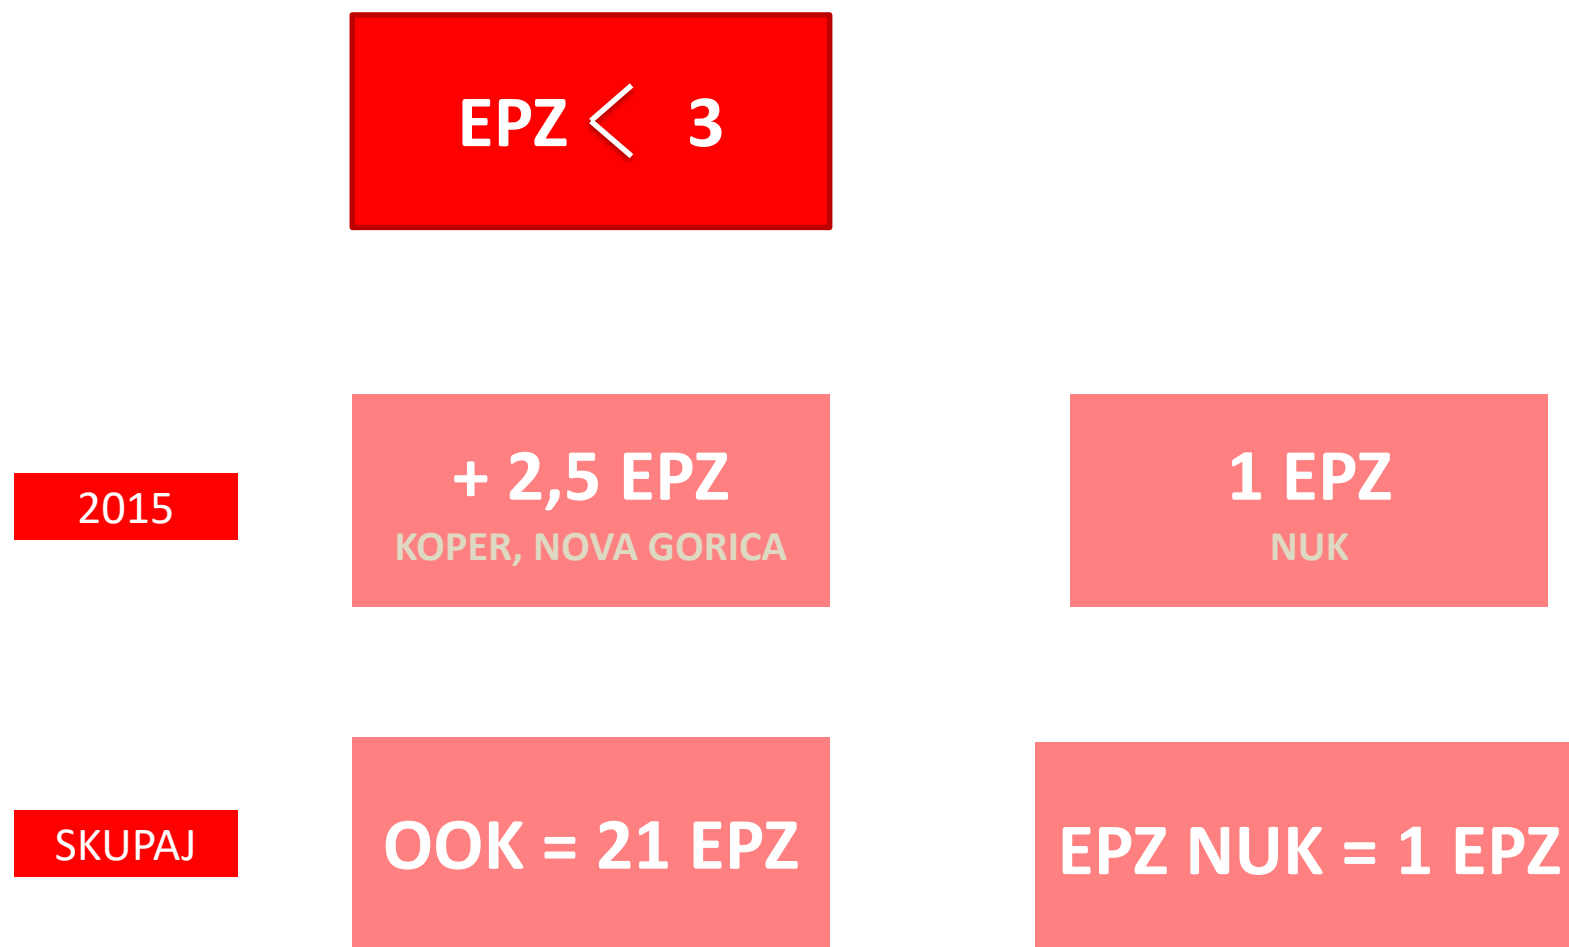 EPZ < 3
2015
+ 2,5 EPZ
KOPER, NOVA GORICA
1 EPZ
NUK
SKUPAJ
OOK = 21 EPZ
EPZ NUK = 1 EPZ